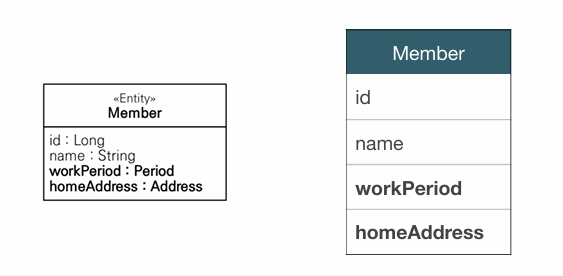 «Entity»
Member
id : Long
name : String
workPeriod : Period
homeAddress : Address
Member
id
name
workPeriod
homeAddress